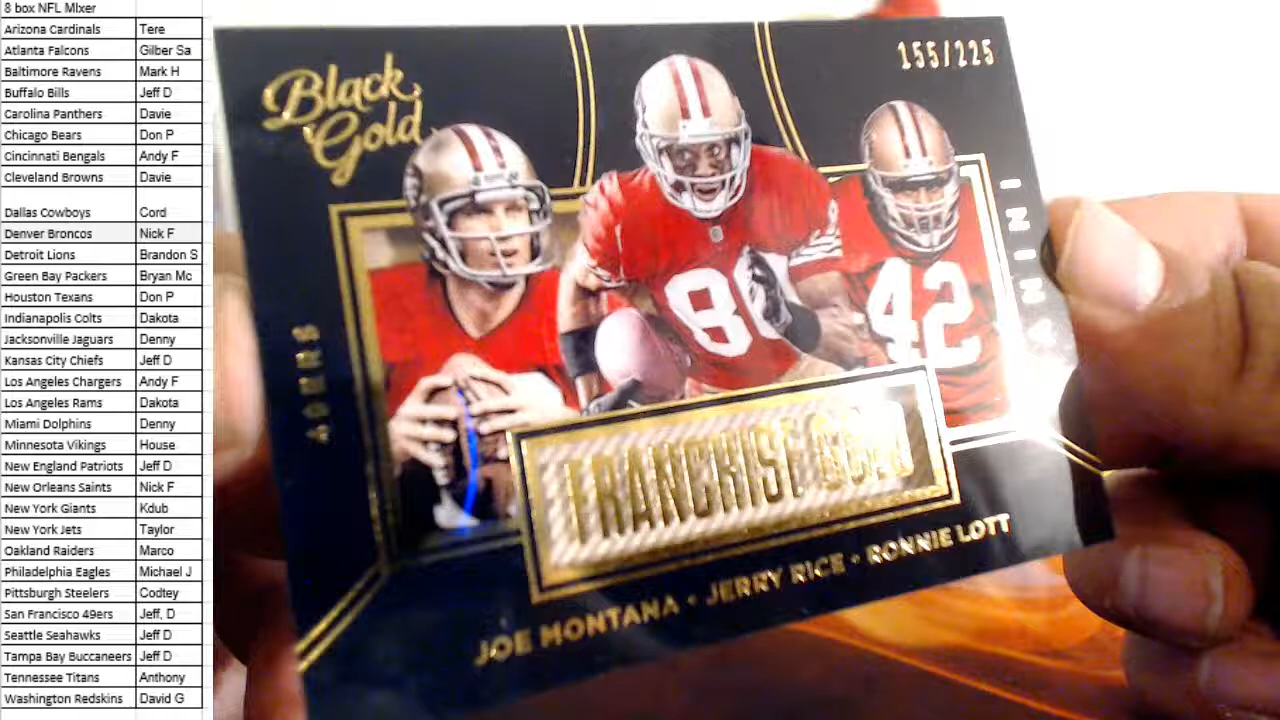 8 box NFL MIxer
Arizona Cardinals Tere
Atlanta Falcons Gilber Sa
Baltimore Ravens Mark H
Buffalo Bills Jeff D
Carolina Panthers Davie
Chicago Bears Don P
Cincinnati Bengals Andy F
Cleveland Browns Davie
Dallas Cowboys Cord
Denver Broncos Nick F
Detroit Lions Brandon S
Green Bay Packers Bryan Mc
Houston Texans Don P
Indianapolis Colts Dakota
Jacksonville Jaguars Denny
Kansas City Chiefs Jeff D
Los Angeles Chargers Andy F
Los Angeles Rams Dakota
Miami Dolphins Denny
Minnesota Vikings House
New England Patriots Jeff D
New Orleans Saints Nick F
New York Giants Kdub
New York Jets Taylor
Oakland Raiders Marco
Philadelphia Eagles Michael J
Pittsburgh Steelers Codtey
San Francisco 49ers Jeff, D
Seattle Seahawks Jeff D
Tampa Bay Buccaneers Jeff D
Tennessee Titans Anthony
Washington Redskins David G
Black
Gold
155/225
49ERS
PANINI
80
42
FRANCHISE GOLD
JOE MONTANA • JERRY RICE • RONNIE LOTT